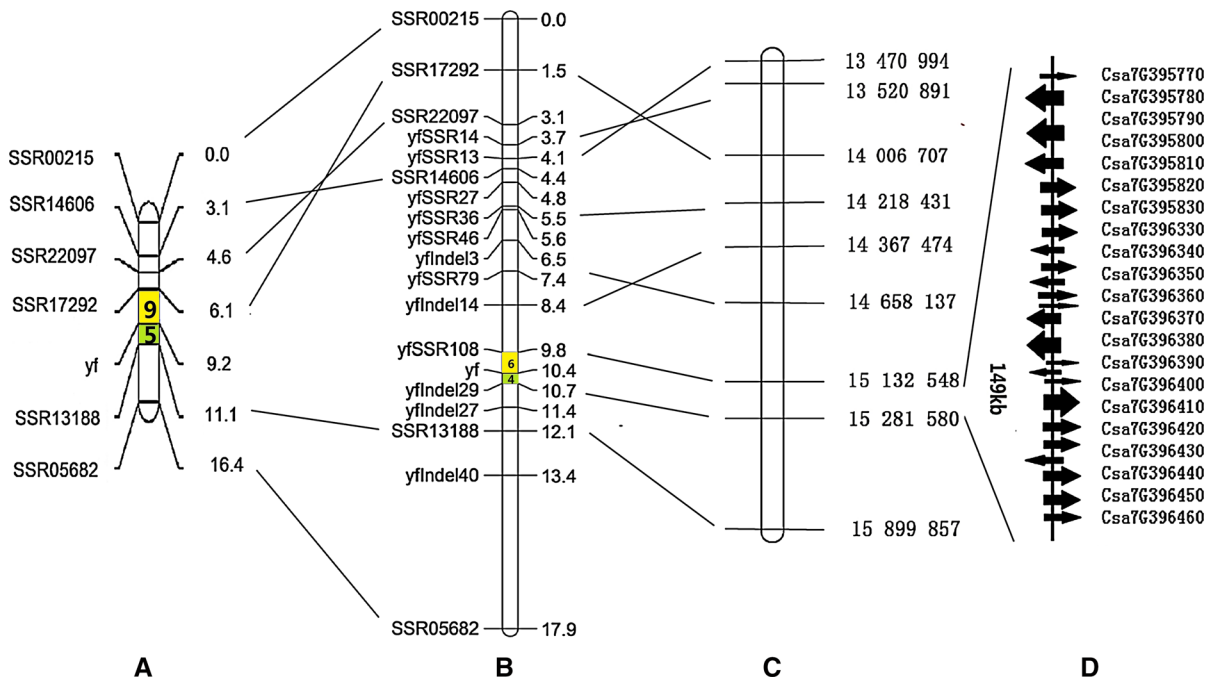 SSR00215 0.0
SSR14606 3.1
SSR22097 4.6
SSR17292 6.1
9
5
yf 9.2
SSR13188 11.1
SSR05682 16.4
A
SSR00215 0.0
SSR17292 1.5
SSR22097 3.1
yfSSR14 3.7
yfSSR13 4.1
SSR14606 4.4
yfSSR27 4.8
yfSSR36 5.5
yfSSR46 5.6
yfIndel3 6.5
yfSSR79 7.4
yfIndel14 8.4
yfSSR108 9.8
6
yf 10.4
4
yfIndel29 10.7
yfIndel27 11.4
SSR13188 12.1
yfIndel40 13.4
SSR05682 17.9
B
13 470 994
13 520 891
14 006 707
14 218 431
14 367 474
14 658 137
15 132 548
15 281 580
15 899 857
C
149kb
Csa7G395770
Csa7G395780
Csa7G395790
Csa7G395800
Csa7G395810
Csa7G395820
Csa7G395830
Csa7G396330
Csa7G396340
Csa7G396350
Csa7G396360
Csa7G396370
Csa7G396380
Csa7G396390
Csa7G396400
Csa7G396410
Csa7G396420
Csa7G396430
Csa7G396440
Csa7G396450
Csa7G396460
D